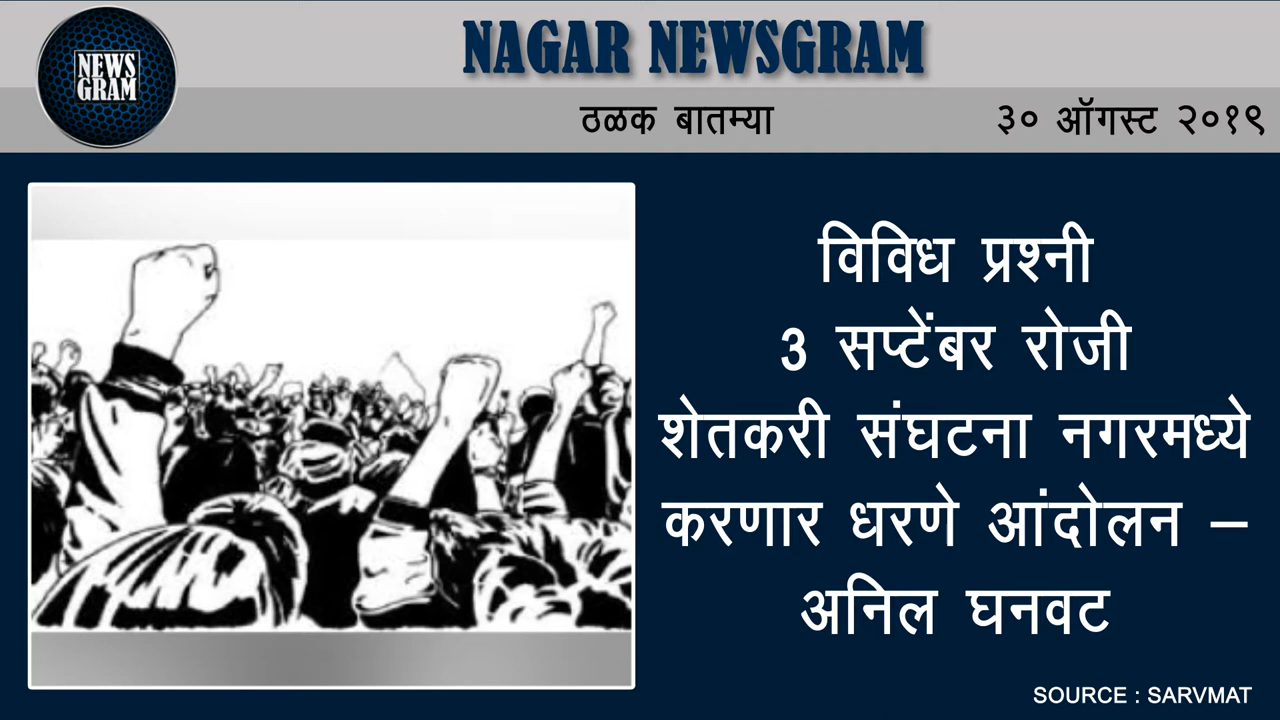 NEWS
GRAM
NAGAR NEWSGRAM
ठळक बातम्या
३० ऑगस्ट २०१९
विविध प्रश्नी
3 सप्टेंबर रोजी
शेतकरी संघटना नगरमध्ये
करणार धरणे आंदोलन –
अनिल घनवट
SOURCE : SARVMAT